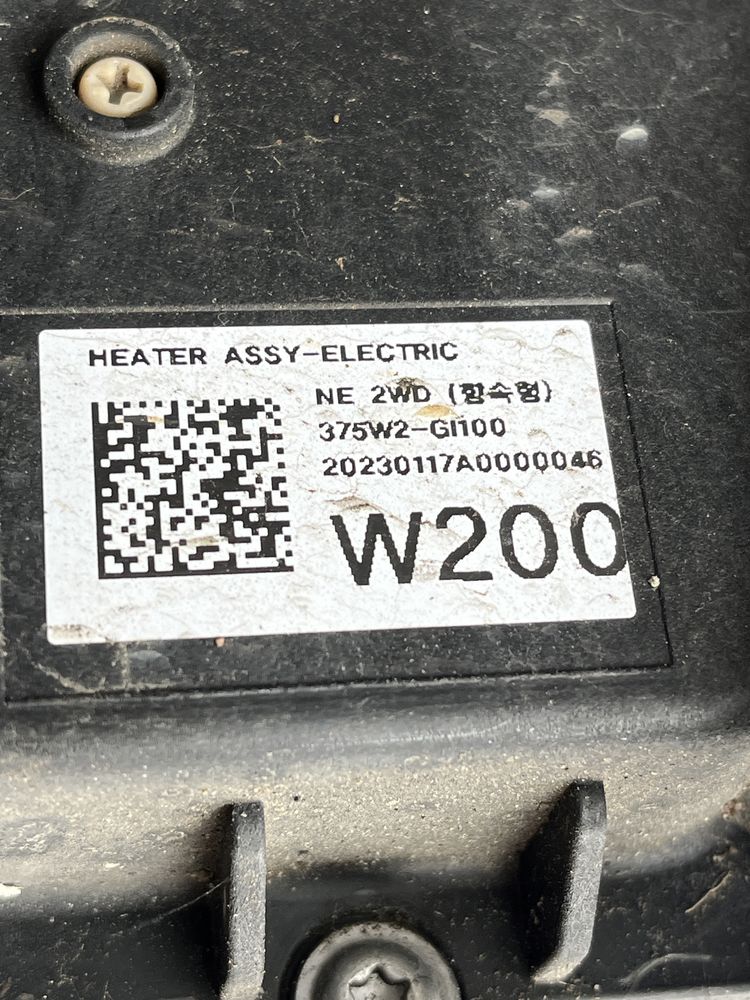 HEATER ASSY-ELECTRIC
NE 2WD (항속형)
375W2-GI100
20230117A0000046
W200